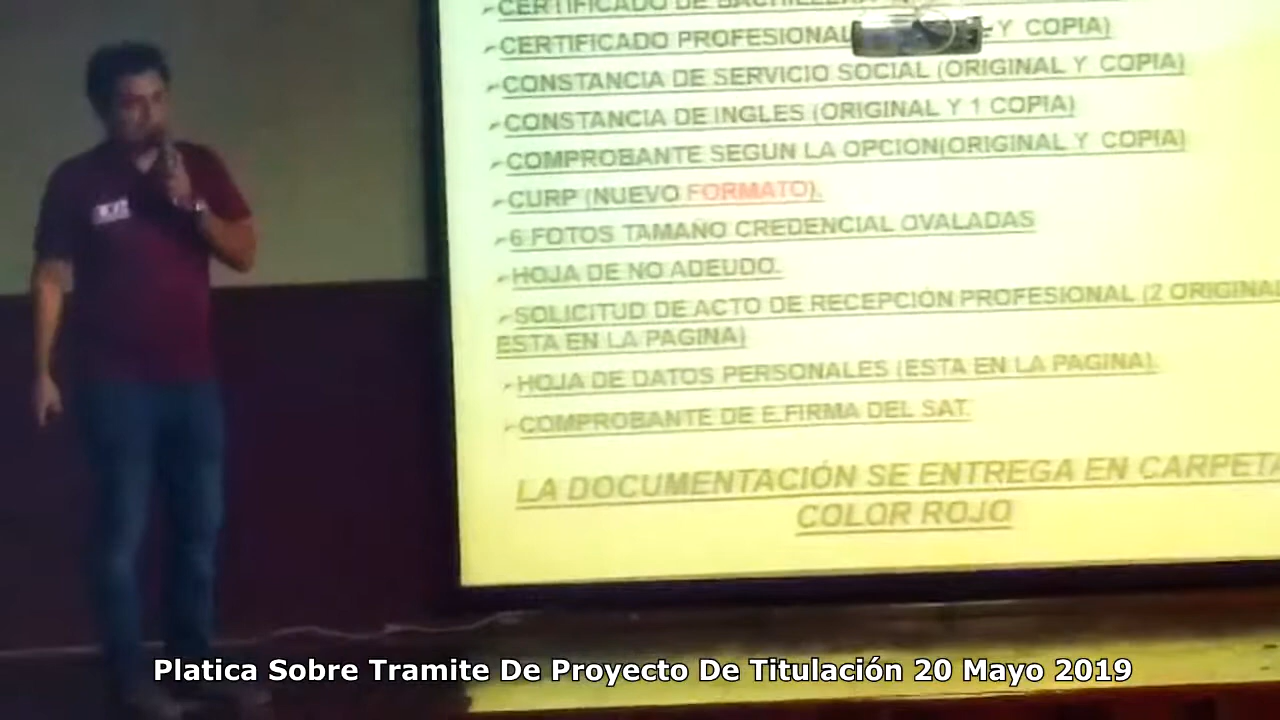 CERTIFICADO DE
CERTIFICADO PROFESIONAL Y COPIA)
CONSTANCIA DE SERVICIO SOCIAL (ORIGINAL Y COPIA)
CONSTANCIA DE INGLES (ORIGINAL Y 1 COPIA)
COMPROBANTE SEGUN LA OPCION(ORIGINAL Y COPIA)
CURP (NUEVO FORMATO).
6 FOTOS TAMAÑO CREDENCIAL OVALADAS
HOJA DE NO ADEUDO.
SOLICITUD DE ACTO DE RECEPCIÓN PROFESIONAL (2 ORIGINAL
ESTA EN LA PAGINA)
HOJA DE DATOS PERSONALES (ESTA EN LA PAGINA).
COMPROBANTE DE E.FIRMA DEL SAT.
LA DOCUMENTACIÓN SE ENTREGA EN CARPETA
COLOR ROJO
Platica Sobre Tramite De Proyecto De Titulación 20 Mayo 2019